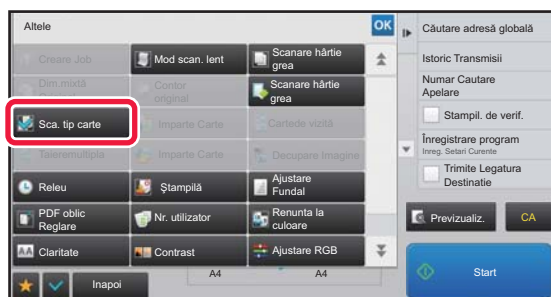 Altele
OK
Creare Job
Mod scan. lent
Scanare hârtie
grea
Dim.mixtă
Original
Contor
original
Scanare hârtie
grea
Sca. tip carte
Imparte Carte
Cartede vizită
Taieremultipla
Imparte Carte
Decupare Imagine
Releu
Ştampilă
Ajustare
Fundal
PDF oblic
Reglare
Nr. utilizator
Renunta la
culoare
Claritate
Contrast
Ajustare RGB
Inapoi
A4
A4
Căutare adresă globală
Istoric Transmisii
Numar Cautare
Apelare
Stampil. de verif.
Înregistrare program
Inreg. Setari Curente
Trimite Legatura
Destinatie
Previzualiz.
CA
Start